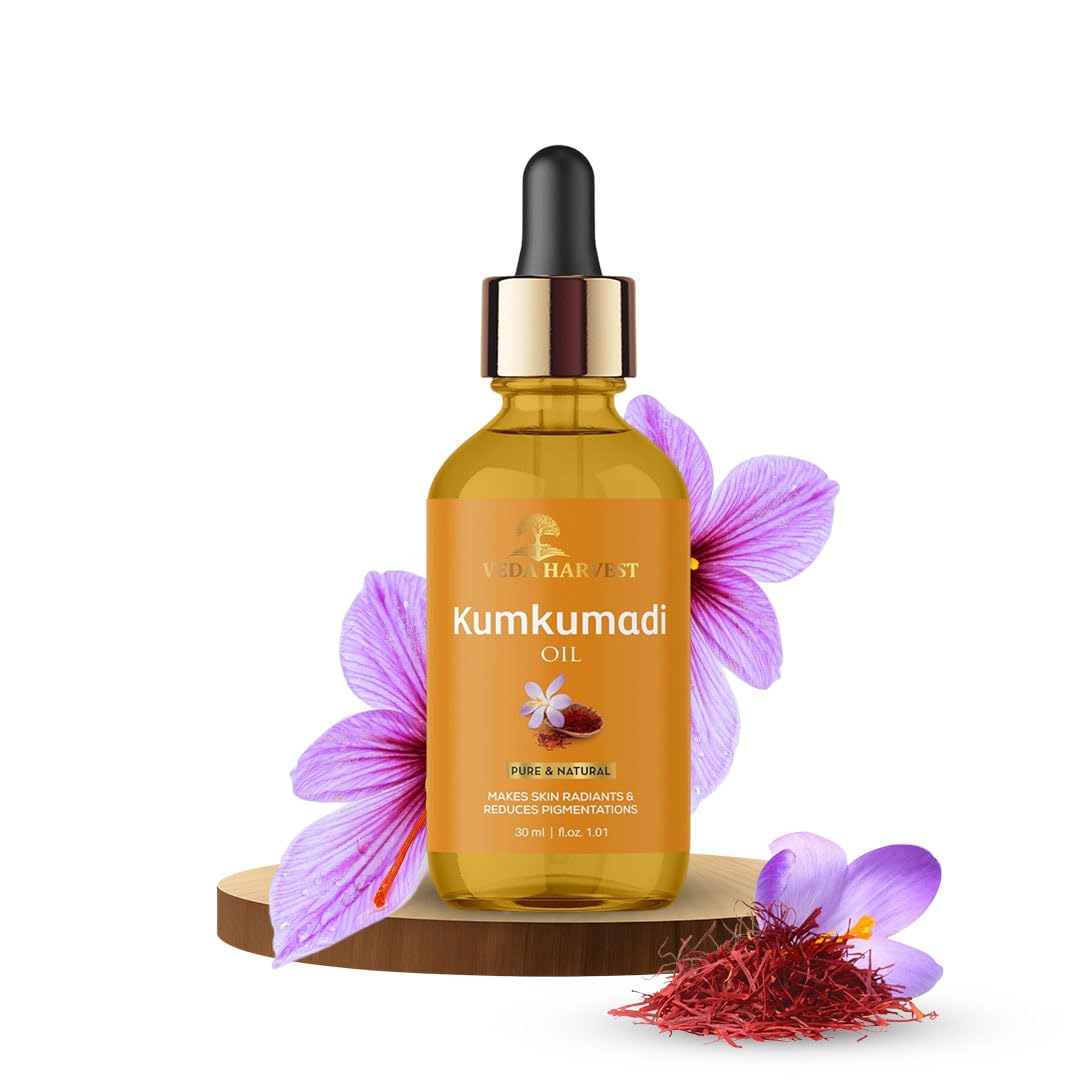 VEDA HARVEST
Kumkumadi
OIL
PURE & NATURAL
MAKES SKIN RADIANTS &
REDUCES PIGMENTATIONS
30 ml | fl.oz. 1.01